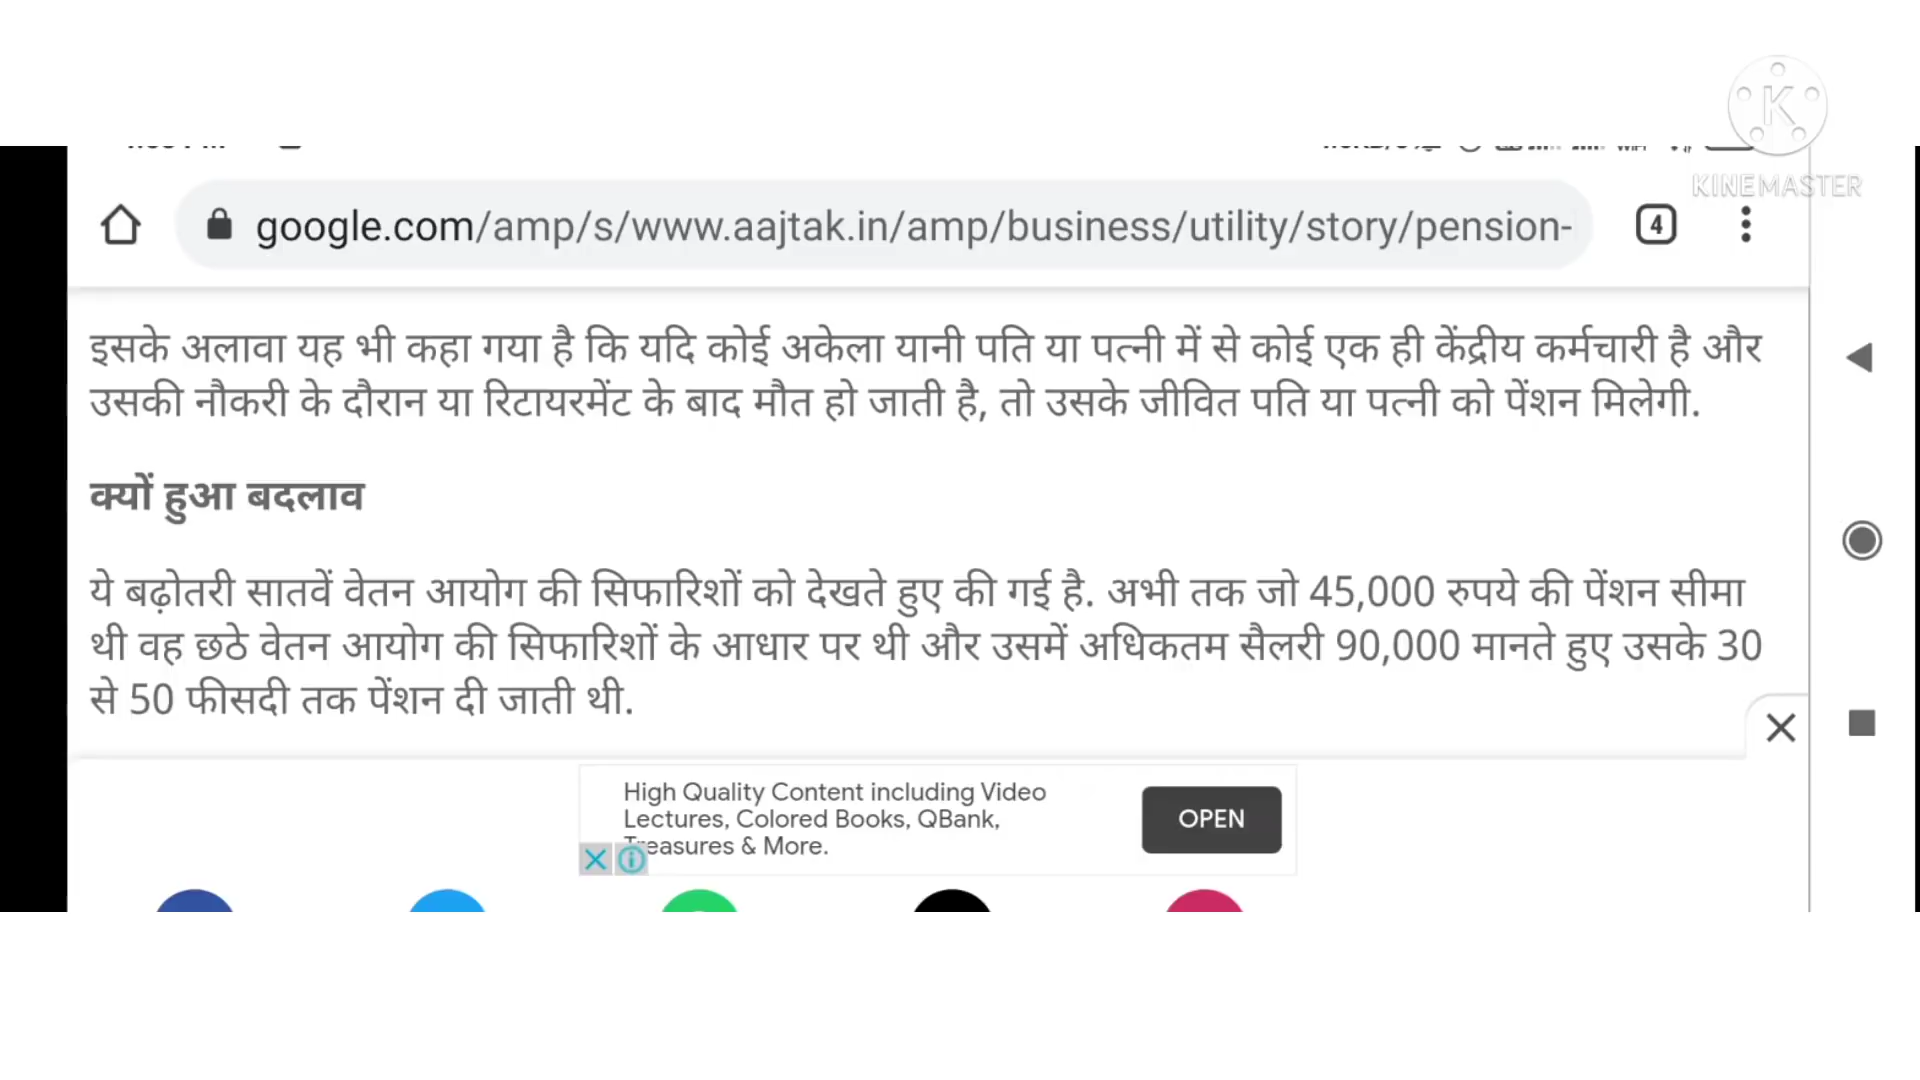 K
KINEMASTER
google.com/amp/s/www.aajtak.in/amp/business/utility/story/pension-
4
इसके अलावा यह भी कहा गया है कि यदि कोई अकेला यानी पति या पत्नी में से कोई एक ही केंद्रीय कर्मचारी है और
उसकी नौकरी के दौरान या रिटायरमेंट के बाद मौत हो जाती है, तो उसके जीवित पति या पत्नी को पेंशन मिलेगी.
क्यों हुआ बदलाव
ये बढ़ोतरी सातवें वेतन आयोग की सिफारिशों को देखते हुए की गई है. अभी तक जो 45,000 रुपये की पेंशन सीमा
थी वह छठे वेतन आयोग की सिफारिशों के आधार पर थी और उसमें अधिकतम सैलरी 90,000 मानते हुए उसके 30
से 50 फीसदी तक पेंशन दी जाती थी.
High Quality Content including Video
Lectures, Colored Books, QBank,
Treasures & More.
OPEN